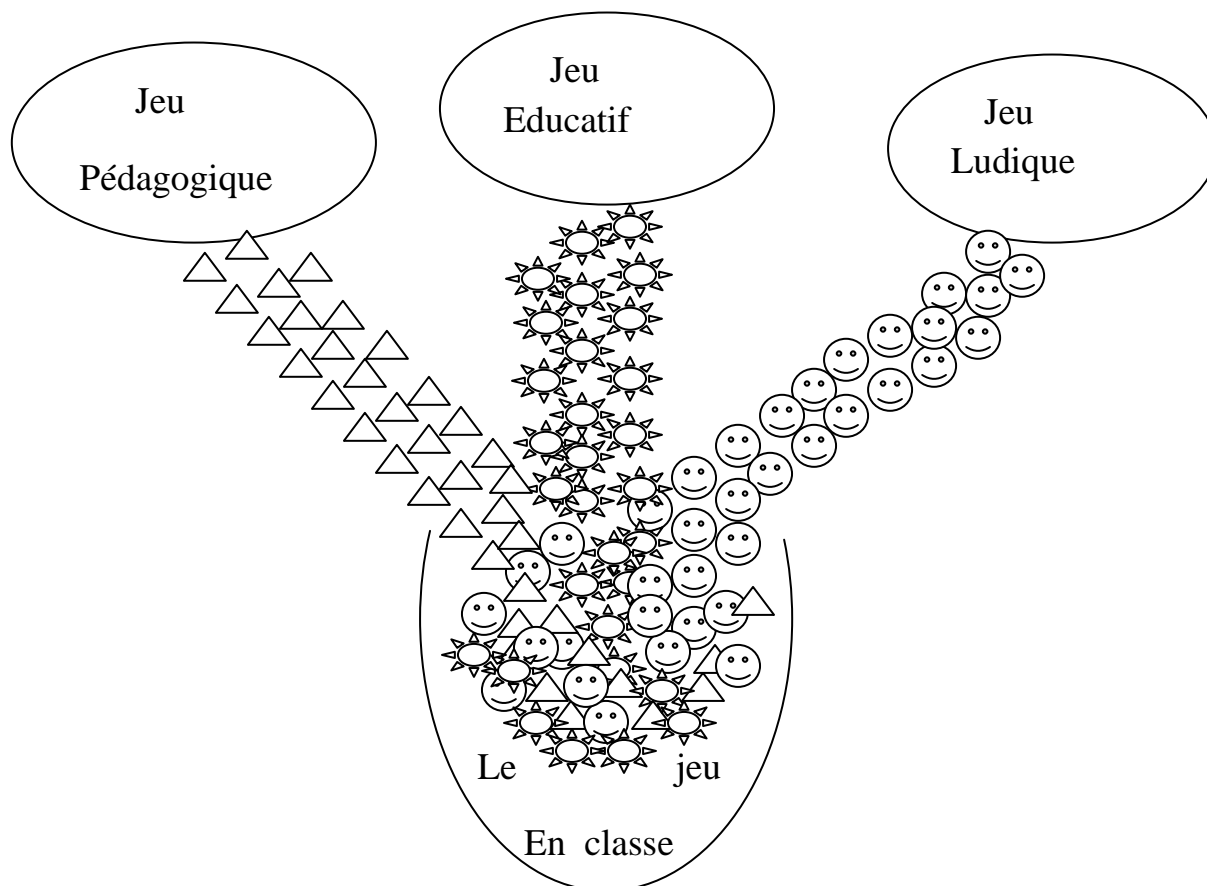 Jeu
Pédagogique
Jeu
Educatif
Jeu
Ludique
Le jeu
En classe